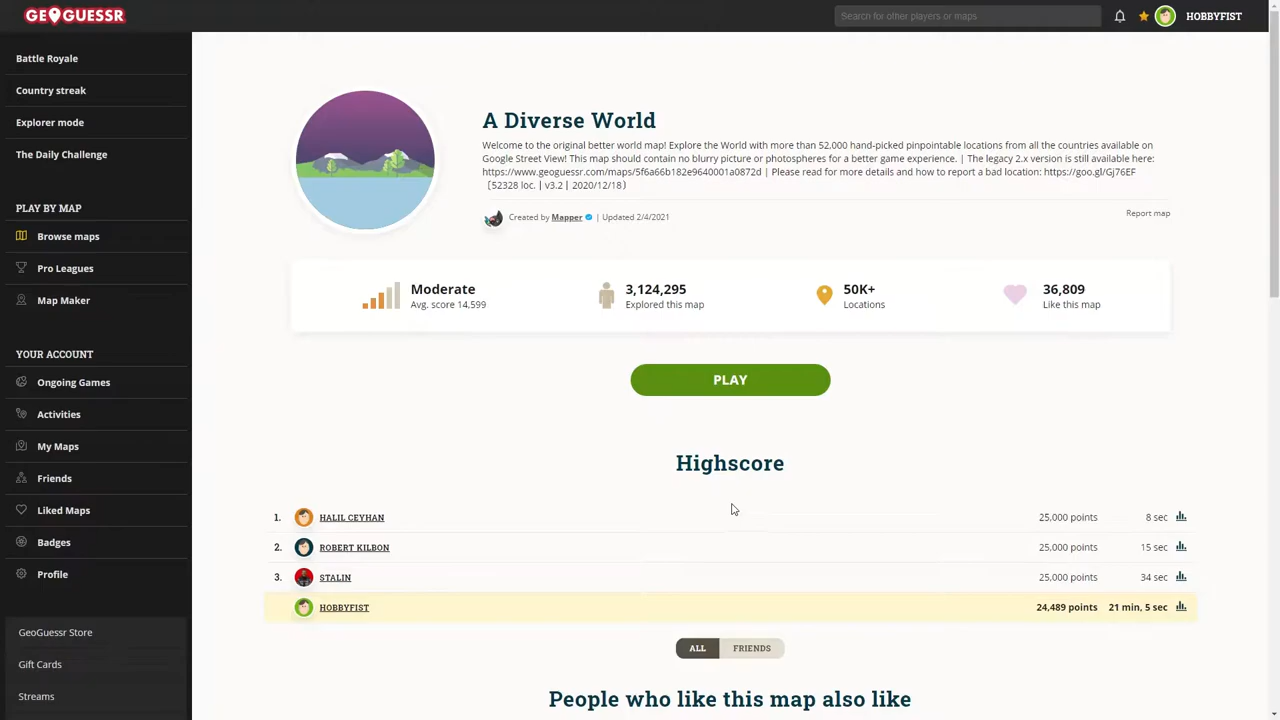 GEOGUESSR
Search for other players or maps
HOBBYFIST
Battle Royale
Country streak
Explorer mode
The Daily Challenge
PLAY BY MAP
Browse maps
Pro Leagues
Map Maker
YOUR ACCOUNT
Ongoing Games
Activities
My Maps
Friends
Liked Maps
Badges
Profile
GeoGuessr Store
Gift Cards
Streams
A Diverse World
Welcome to the original better world map! Explore the World with more than 52.000 hand-picked pinpointable locations from all the countries available on
Google Street View! This map should contain no blurry picture or photospheres for a better game experience. | The legacy 2.x version is still available here:
https://www.geoguessr.com/maps/5f6a66b182e9640001a0872d | Please read for more details and how to report a bad location: https://goo.gl/Gj76EF
〔52328 loc. | v3.2 | 2020/12/18〕
Created by Mapper | Updated 2/4/2021
Report map
Moderate
Avg. score 14,599
3,124,295
Explored this map
50K+
Locations
36,809
Like this map
PLAY
Highscore
1. HALIL CEYHAN 25,000 points 8 sec
2. ROBERT KILBON 25,000 points 15 sec
3. STALIN 25,000 points 34 sec
HOBBYFIST 24,489 points 21 min, 5 sec
ALL FRIENDS
People who like this map also like